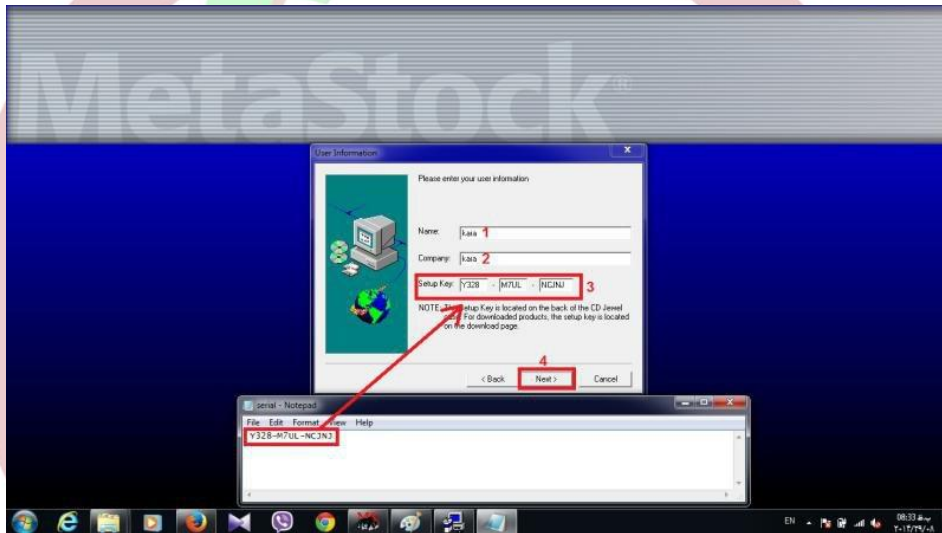 MetaStock®
User Information
Please enter your user information
Name: kara 1
Company: kara 2
Setup Key: Y328 - M7UL - NCJNJ 3
NOTE: The Setup Key is located on the back of the CD Jewel
case. For downloaded products, the setup key is located
on the download page.
4
< Back Next > Cancel
serial - Notepad
File Edit Format View Help
Y328-M7UL-NCJNJ
EN 08:33